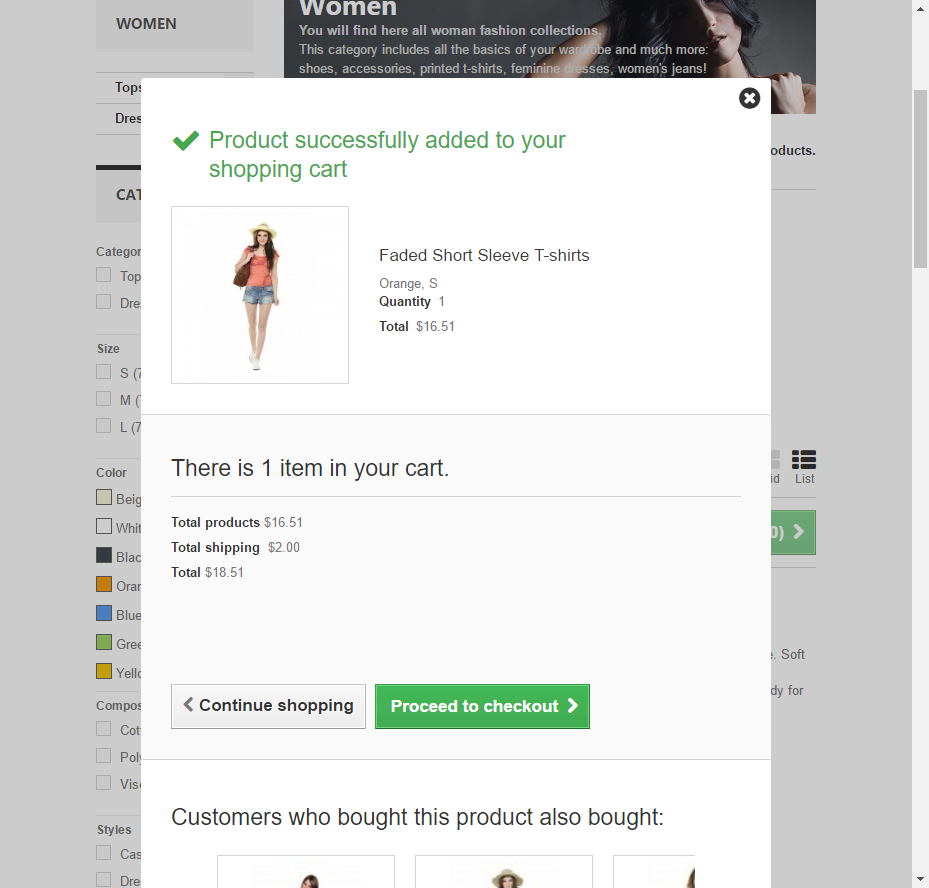 WOMEN
Women
You will find here all woman fashion collections.
This category includes all the basics of your wardrobe and much more:
shoes, accessories, printed t-shirts, feminine dresses, women's jeans!
Tops
Dres
oducts.
Product successfully added to your
shopping cart
CAT
Faded Short Sleeve T-shirts
Orange, S
Quantity 1
Total $16.51
Categor
Top
Dre
Size
S (7
M (
L (7
There is 1 item in your cart.
Total products $16.51
Total shipping $2.00
Total $18.51
id List
0)
Color
Beig
Whit
Blac
Oran
Blue
Gree
Yello
e. Soft
dy for
Continue shopping
Proceed to checkout
Compos
Cot
Poly
Visc
Customers who bought this product also bought:
Styles
Cas
Dre